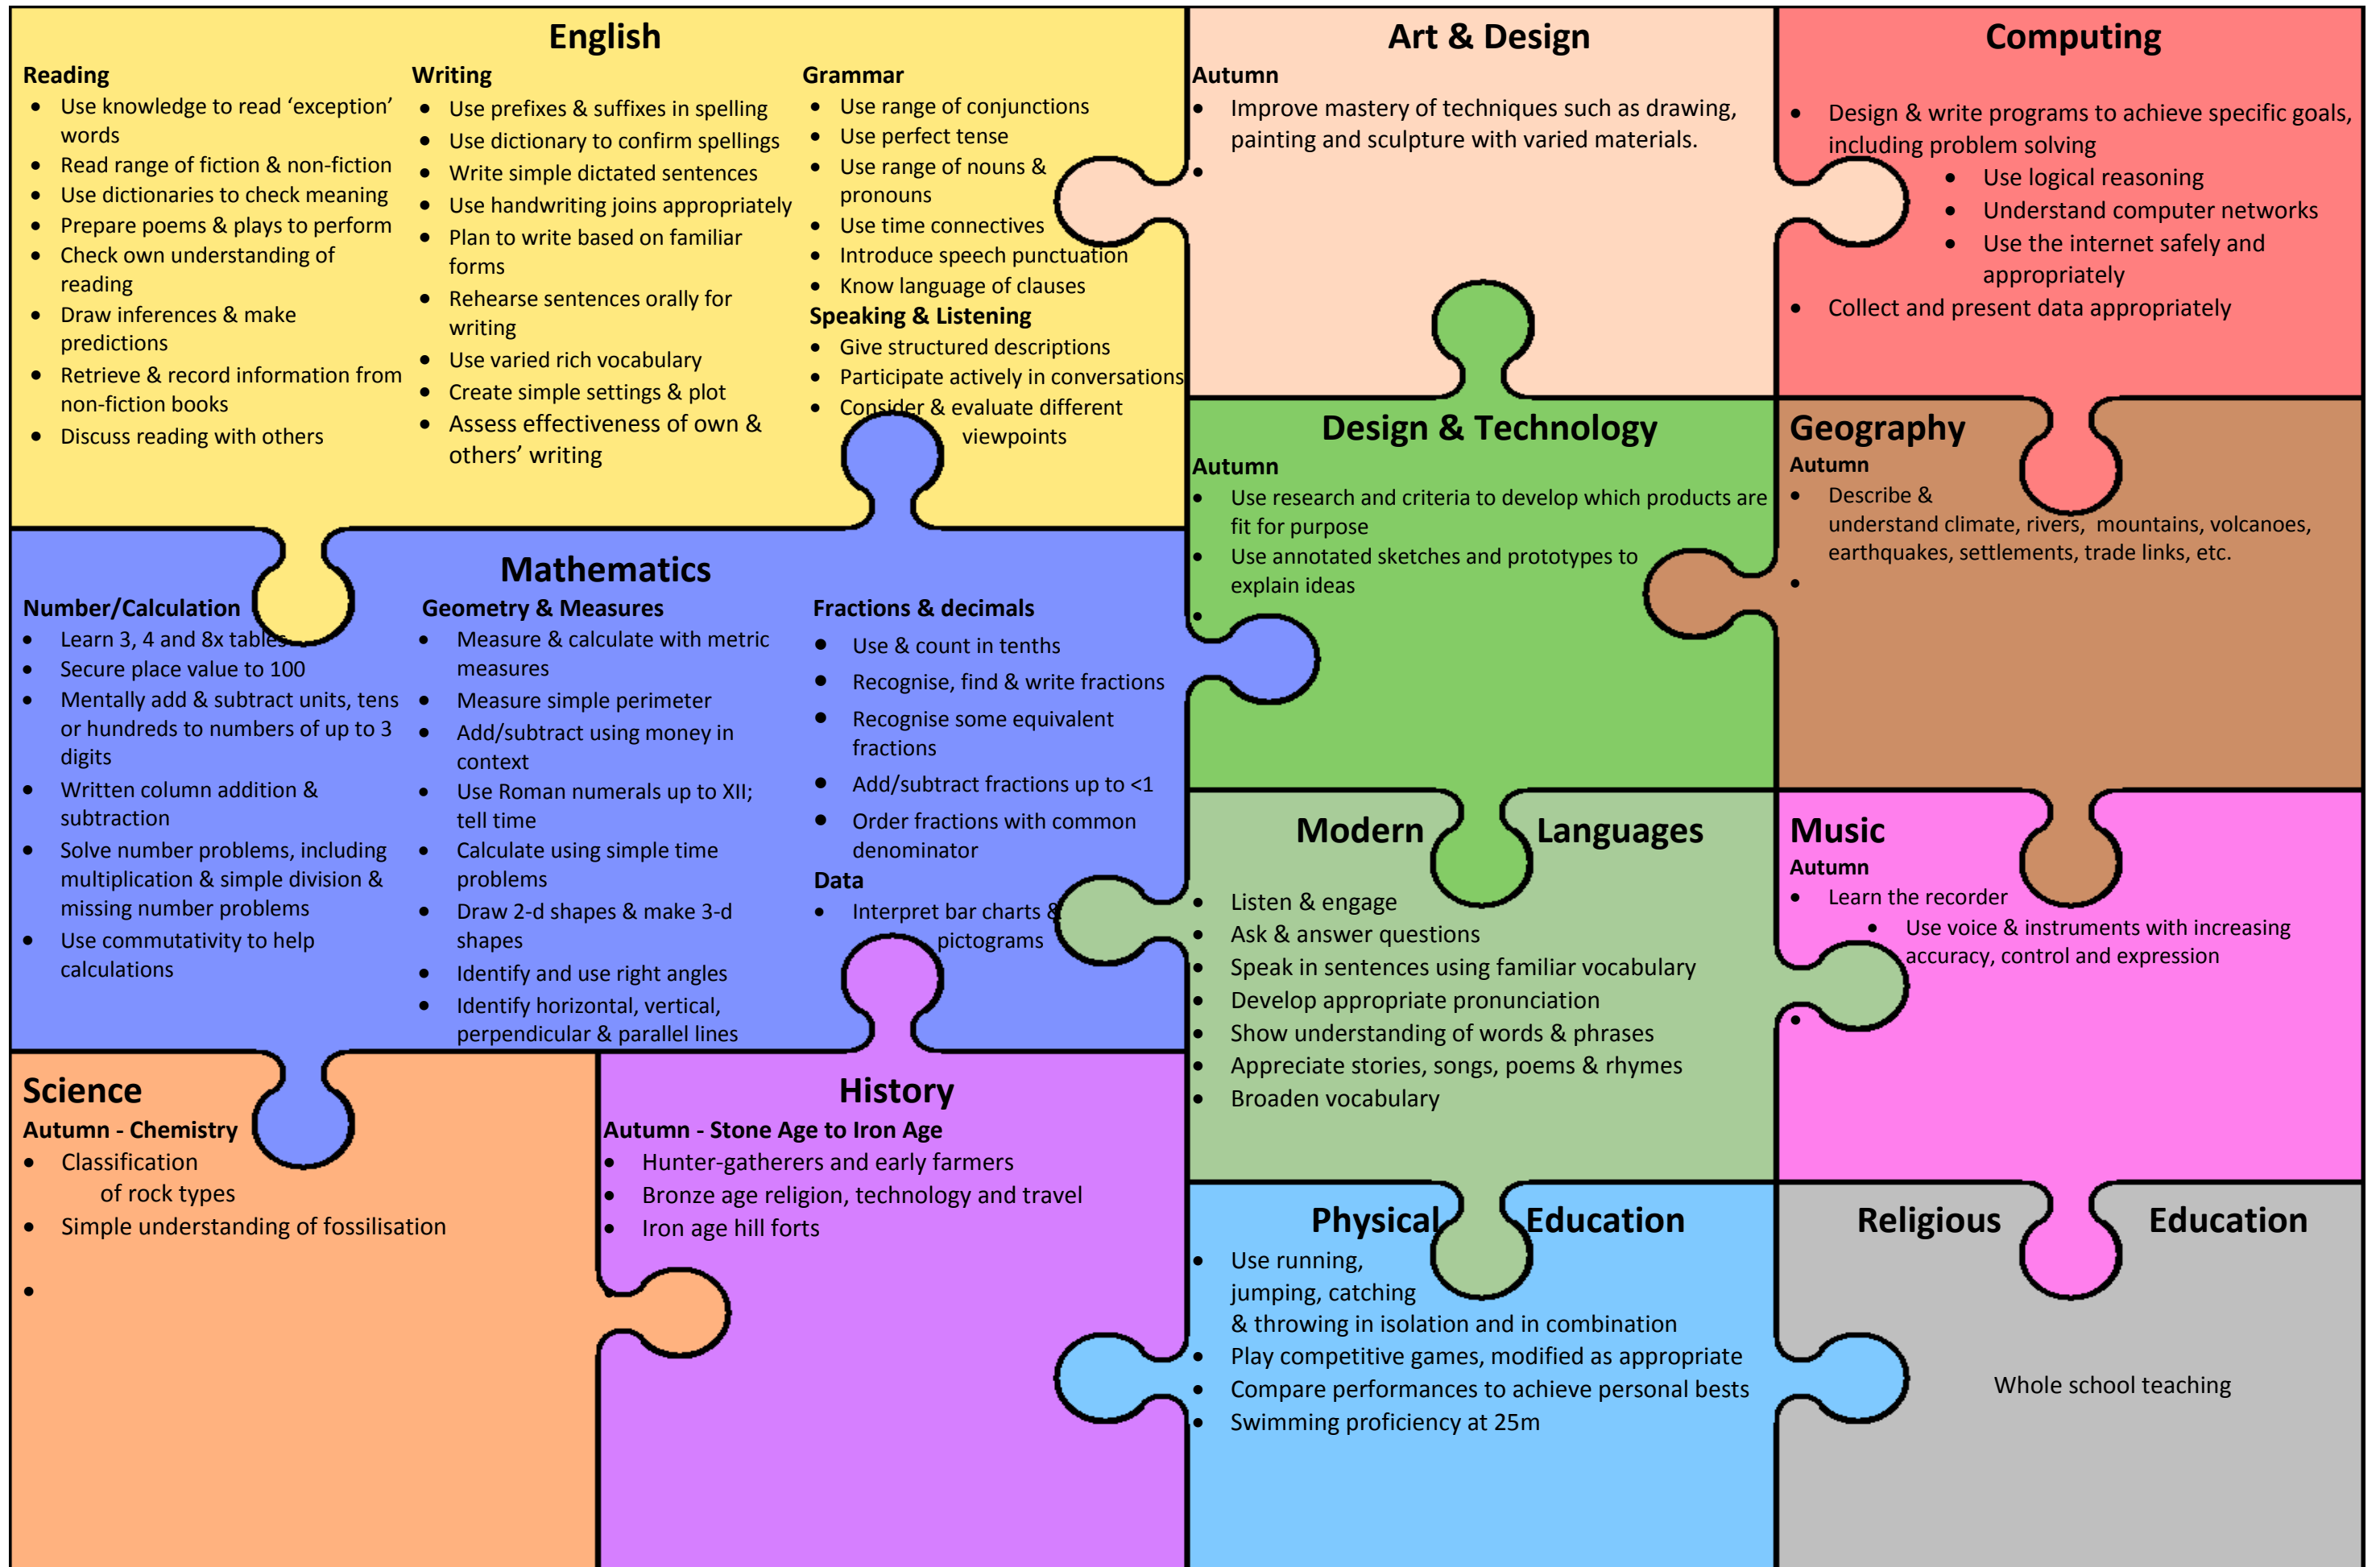 English
Reading
• Use knowledge to read ‘exception’
words
• Read range of fiction & non-fiction
• Use dictionaries to check meaning
• Prepare poems & plays to perform
• Check own understanding of
reading
• Draw inferences & make
predictions
• Retrieve & record information from
non-fiction books
• Discuss reading with others
Writing
• Use prefixes & suffixes in spelling
• Use dictionary to confirm spellings
• Write simple dictated sentences
• Use handwriting joins appropriately
• Plan to write based on familiar
forms
• Rehearse sentences orally for
writing
• Use varied rich vocabulary
• Create simple settings & plot
• Assess effectiveness of own &
others’ writing
Grammar
• Use range of conjunctions
• Use perfect tense
• Use range of nouns &
pronouns
• Use time connectives
• Introduce speech punctuation
• Know language of clauses
Speaking & Listening
• Give structured descriptions
• Participate actively in conversations
• Consider & evaluate different
viewpoints
Art & Design
Autumn
• Improve mastery of techniques such as drawing,
painting and sculpture with varied materials.
•
Computing
• Design & write programs to achieve specific goals,
including problem solving
• Use logical reasoning
• Understand computer networks
• Use the internet safely and
appropriately
• Collect and present data appropriately
Mathematics
Number/Calculation
• Learn 3, 4 and 8x tables
• Secure place value to 100
• Mentally add & subtract units, tens
or hundreds to numbers of up to 3
digits
• Written column addition &
subtraction
• Solve number problems, including
multiplication & simple division &
missing number problems
• Use commutativity to help
calculations
Geometry & Measures
• Measure & calculate with metric
measures
• Measure simple perimeter
• Add/subtract using money in
context
• Use Roman numerals up to XII;
tell time
• Calculate using simple time
problems
• Draw 2-d shapes & make 3-d
shapes
• Identify and use right angles
• Identify horizontal, vertical,
perpendicular & parallel lines
Fractions & decimals
• Use & count in tenths
• Recognise, find & write fractions
• Recognise some equivalent
fractions
• Add/subtract fractions up to <1
• Order fractions with common
denominator
Data
• Interpret bar charts &
pictograms
Design & Technology
Autumn
• Use research and criteria to develop which products are
fit for purpose
• Use annotated sketches and prototypes to
explain ideas
•
Geography
Autumn
• Describe &
understand climate, rivers, mountains, volcanoes,
earthquakes, settlements, trade links, etc.
•
Modern Languages
• Listen & engage
• Ask & answer questions
• Speak in sentences using familiar vocabulary
• Develop appropriate pronunciation
• Show understanding of words & phrases
• Appreciate stories, songs, poems & rhymes
• Broaden vocabulary
Music
Autumn
• Learn the recorder
• Use voice & instruments with increasing
accuracy, control and expression
•
Science
Autumn - Chemistry
• Classification
of rock types
• Simple understanding of fossilisation
•
History
Autumn - Stone Age to Iron Age
• Hunter-gatherers and early farmers
• Bronze age religion, technology and travel
• Iron age hill forts
•
Physical Education
• Use running,
jumping, catching
& throwing in isolation and in combination
• Play competitive games, modified as appropriate
• Compare performances to achieve personal bests
• Swimming proficiency at 25m
Religious Education
Whole school teaching